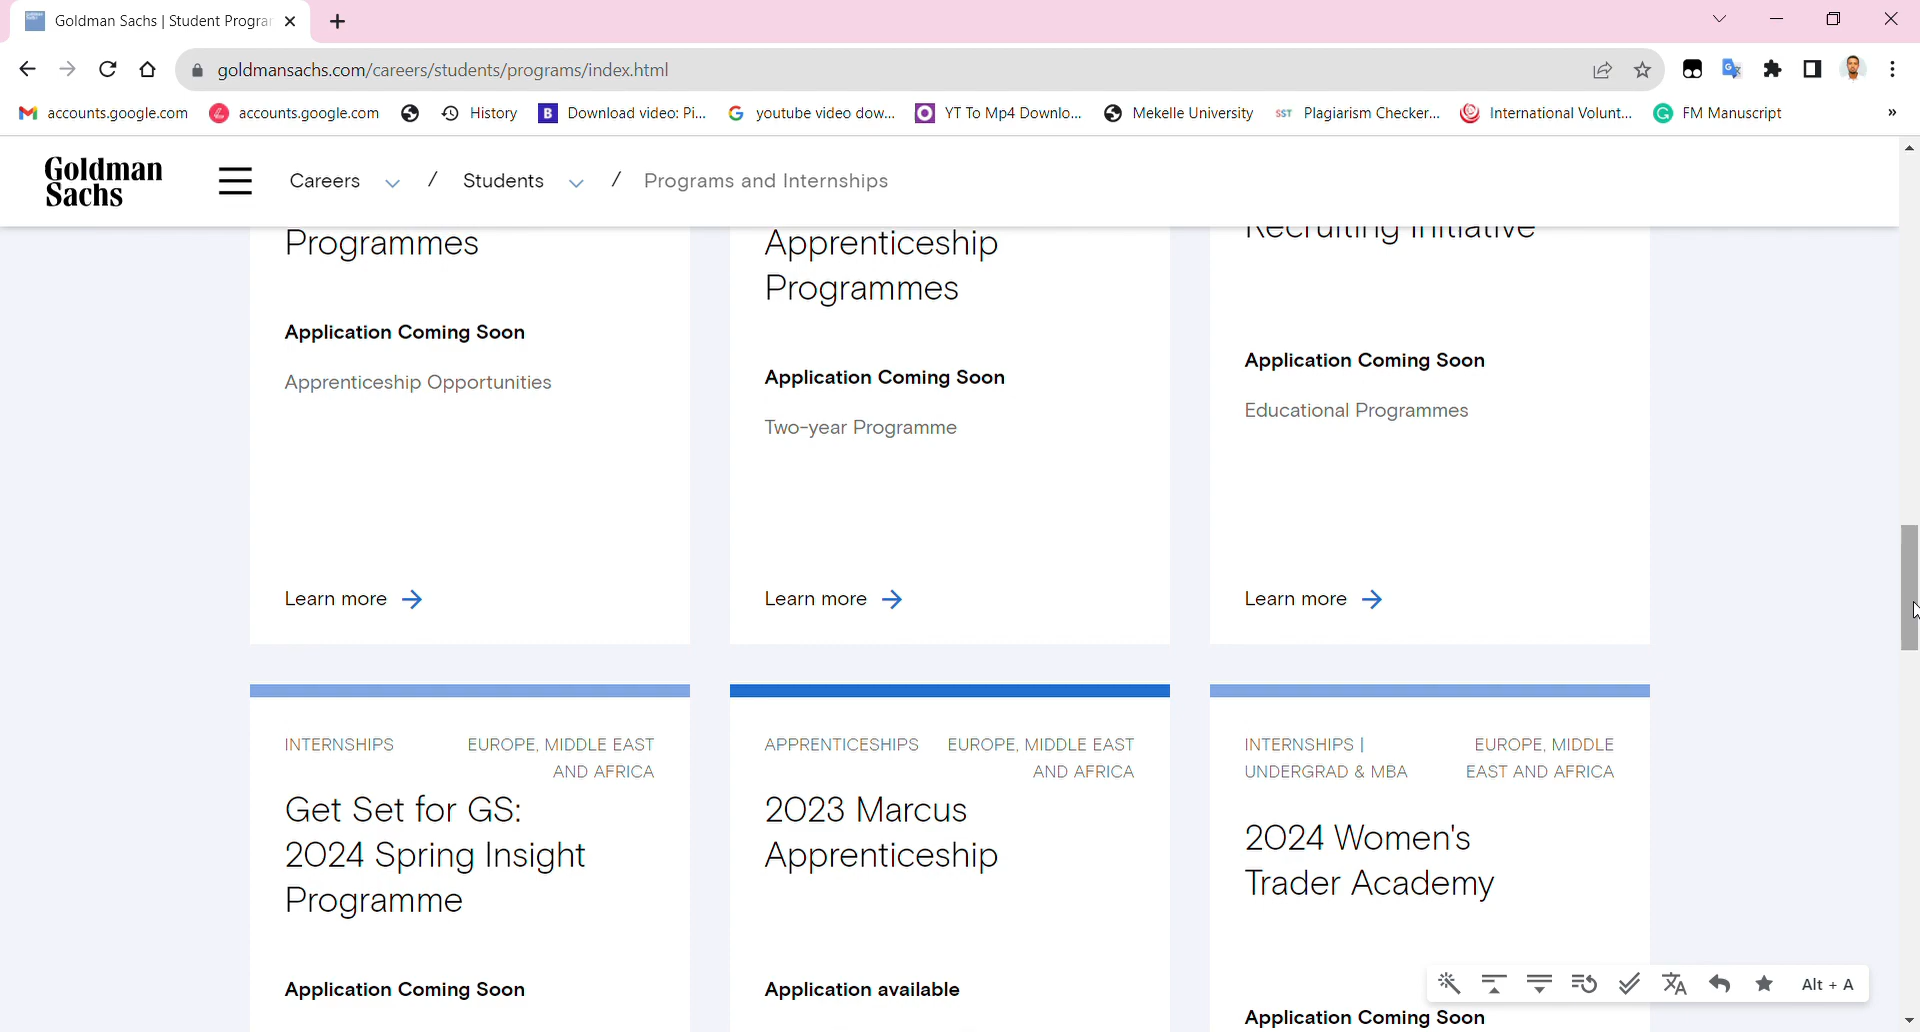 Goldman Sachs | Student Progra
goldmansachs.com/careers/students/programs/index.html
accounts.google.com
accounts.google.com
History
Download video: Pi...
youtube video dow...
YT To Mp4 Downlo...
Mekelle University
SST
Plagiarism Checker...
International Volunt...
FM Manuscript
»
Goldman
Sachs
Careers / Students / Programs and Internships
Programmes
Application Coming Soon
Apprenticeship Opportunities
Learn more
Apprenticeship
Programmes
Application Coming Soon
Two-year Programme
Learn more
Recruiting Initiative
Application Coming Soon
Educational Programmes
Learn more
INTERNSHIPS
EUROPE, MIDDLE EAST
AND AFRICA
Get Set for GS:
2024 Spring Insight
Programme
Application Coming Soon
APPRENTICESHIPS
EUROPE, MIDDLE EAST
AND AFRICA
2023 Marcus
Apprenticeship
Application available
INTERNSHIPS |
UNDERGRAD & MBA
EUROPE, MIDDLE
EAST AND AFRICA
2024 Women's
Trader Academy
Application Coming Soon
Alt + A